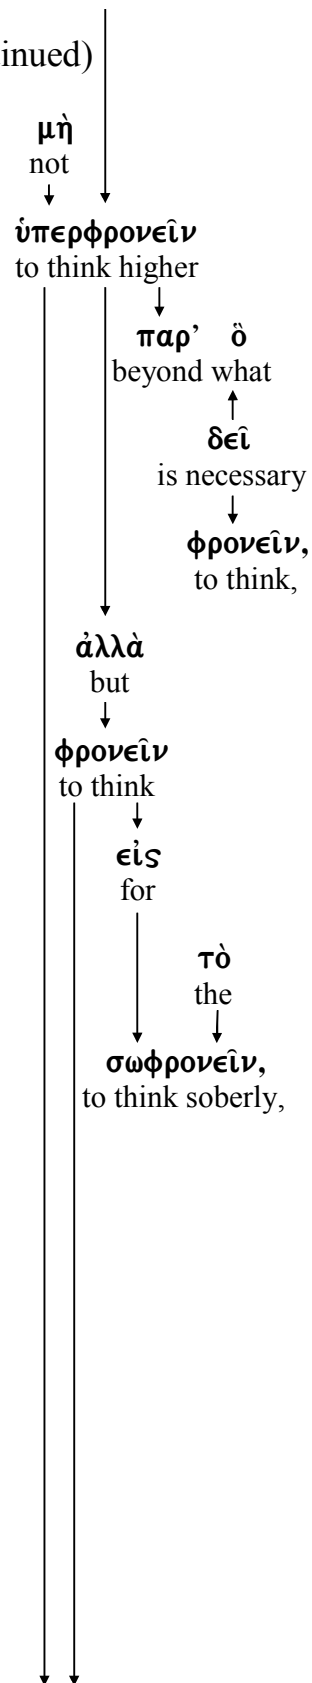 inued)
μὴ
not
ὑπερφρονεῖν
to think higher
παρ’ ὃ
beyond what
δεῖ
is necessary
φρονεῖν,
to think,
ἀλλὰ
but
φρονεῖν
to think
εἰς
for
τὸ
the
σωφρονεῖν,
to think soberly,